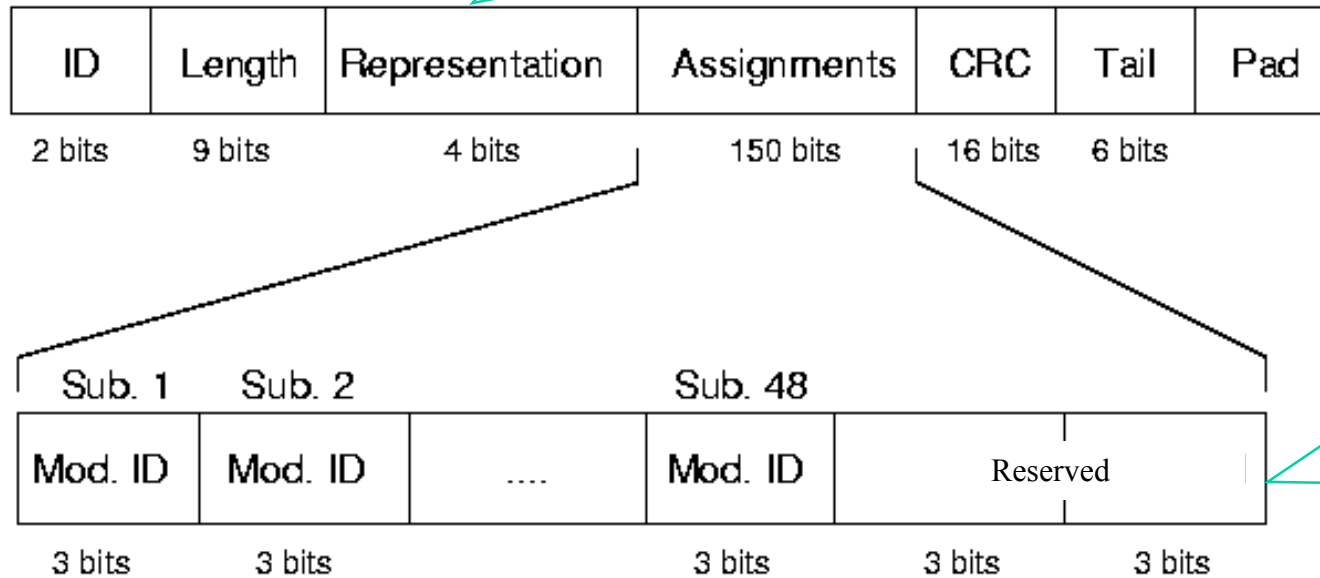 ID Length Representation Assignments CRC Tail Pad
2 bits 9 bits 4 bits 150 bits 16 bits 6 bits
Sub. 1 Sub. 2 Sub. 48
Mod. ID Mod. ID .... Mod. ID Reserved
3 bits 3 bits 3 bits 3 bits 3 bits